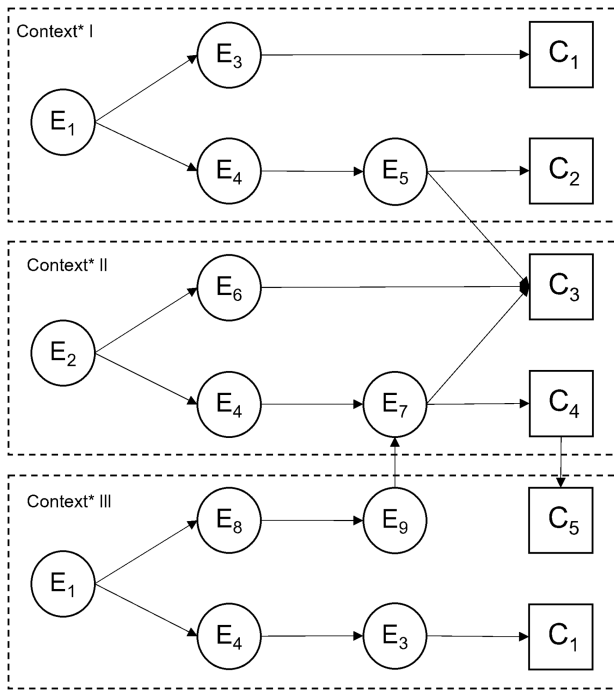 Context* I
E₁
E₃
C₁
E₄
E₅
C₂
Context* II
E₂
E₆
C₃
E₄
E₇
C₄
Context* III
E₁
E₈
E₉
C₅
E₄
E₃
C₁